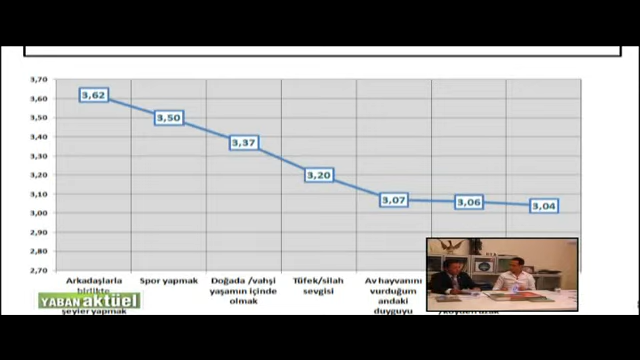 3,70
3,60
3,50
3,40
3,30
3,20
3,10
3,00
2,90
2,80
2,70
3,62
3,50
3,37
3,20
3,07
3,06
3,04
Arkadaşlarla
birlikte
şeyler yapmak
Spor yapmak
Doğada /vahşi
yaşamın içinde
olmak
Tüfek/silah
sevgisi
Av hayvanını
vurduğum
andaki
duyguyu
YABAN aktüel